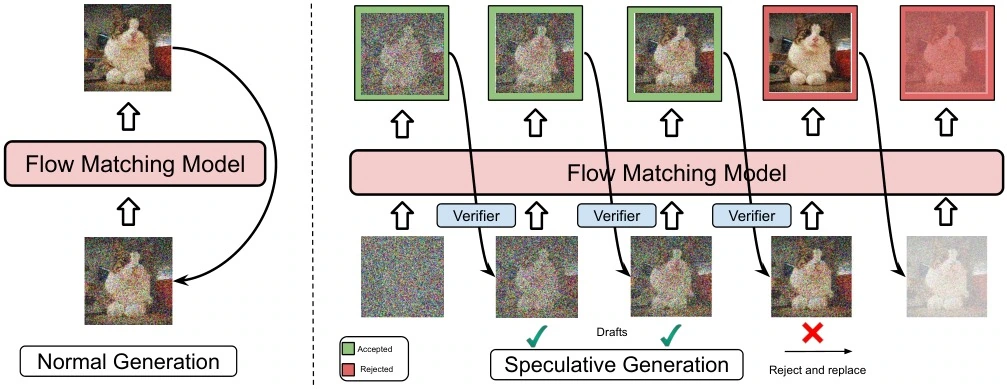 Flow Matching Model
Normal Generation
Flow Matching Model
Verifier
Verifier
Verifier
Drafts
Accepted
Rejected
Speculative Generation
Reject and replace